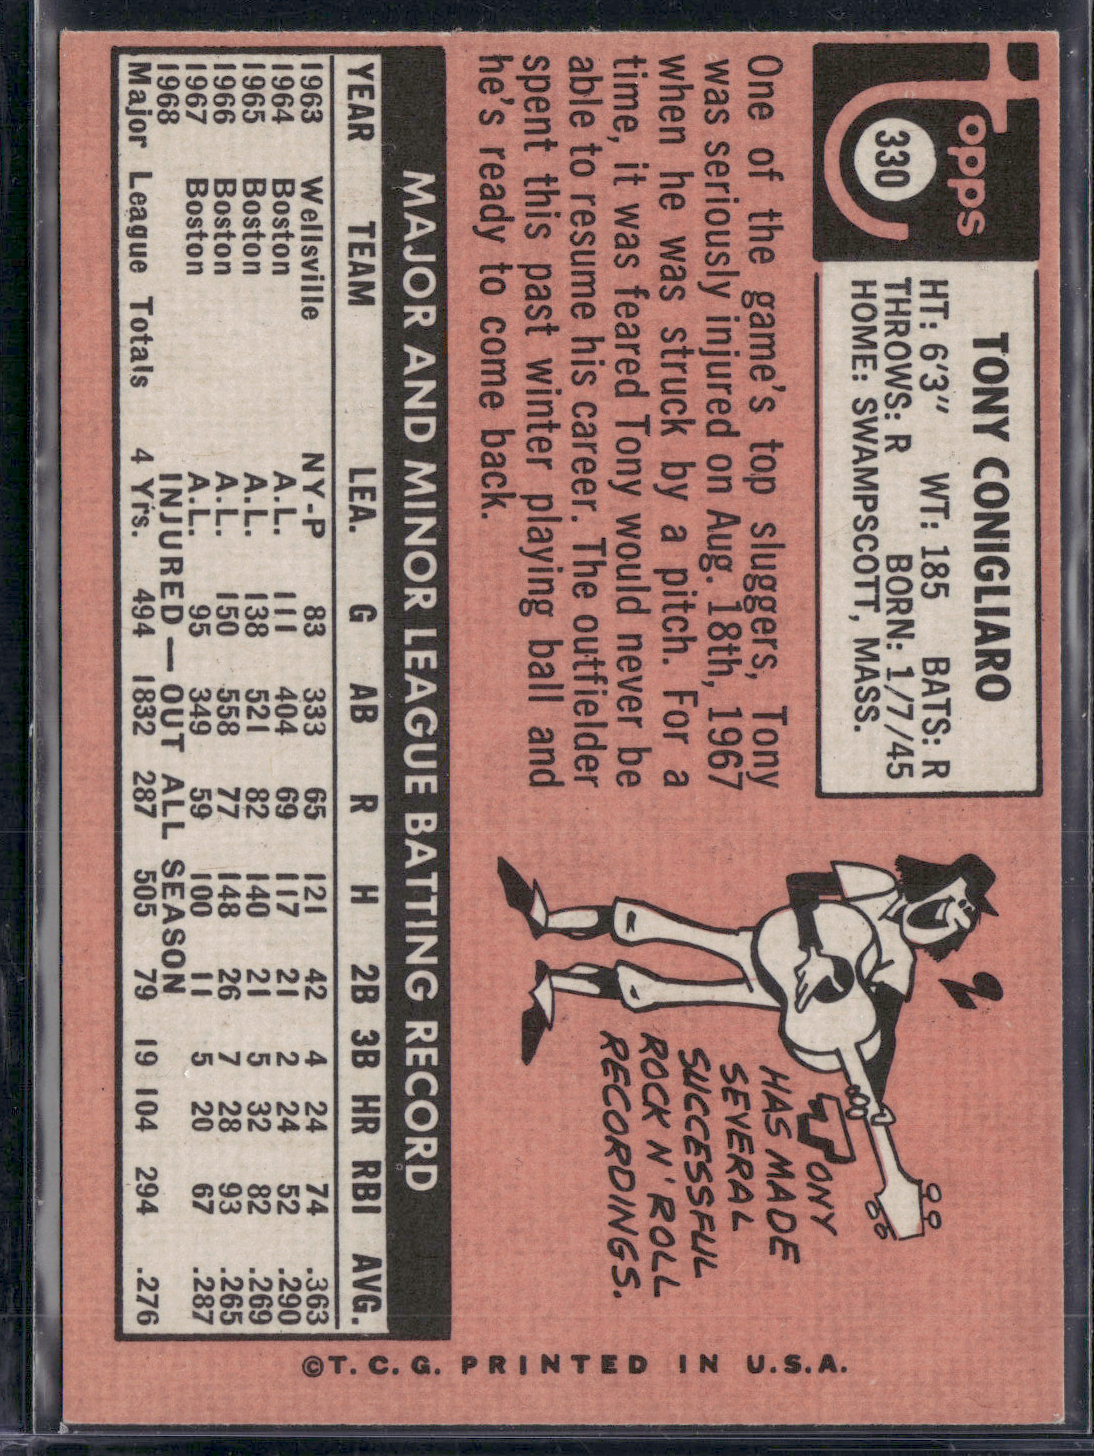 Topps
330
TONY CONIGLIARO
HT: 6'3" WT: 185 BATS: R
THROWS: R BORN: 1/7/45
HOME: SWAMPSCOTT, MASS.
One of the game's top sluggers, Tony
was seriously injured on Aug. 18th, 1967
when he was struck by a pitch. For a
time, it was feared Tony would never be
able to resume his career. The outfielder
spent this past winter playing ball and
he's ready to come back.
TONY
HAS MADE
SEVERAL
SUCCESSFUL
ROCK N' ROLL
RECORDINGS.
MAJOR AND MINOR LEAGUE BATTING RECORD
YEAR TEAM LEA. G AB R H 2B 3B HR RBI AVG.
1963 Wellsville NY-P 83 333 65 121 42 4 24 74 .363
1964 Boston A.L. 111 404 69 117 21 2 24 52 .290
1965 Boston A.L. 138 521 82 140 21 5 32 82 .269
1966 Boston A.L. 150 558 77 148 26 7 28 93 .265
1967 Boston A.L. 95 349 59 100 11 5 20 67 .287
1968 INJURED — OUT ALL SEASON
Major League Totals 4 Yrs. 494 1832 287 505 79 19 104 294 .276
©T. C. G. PRINTED IN U.S.A.